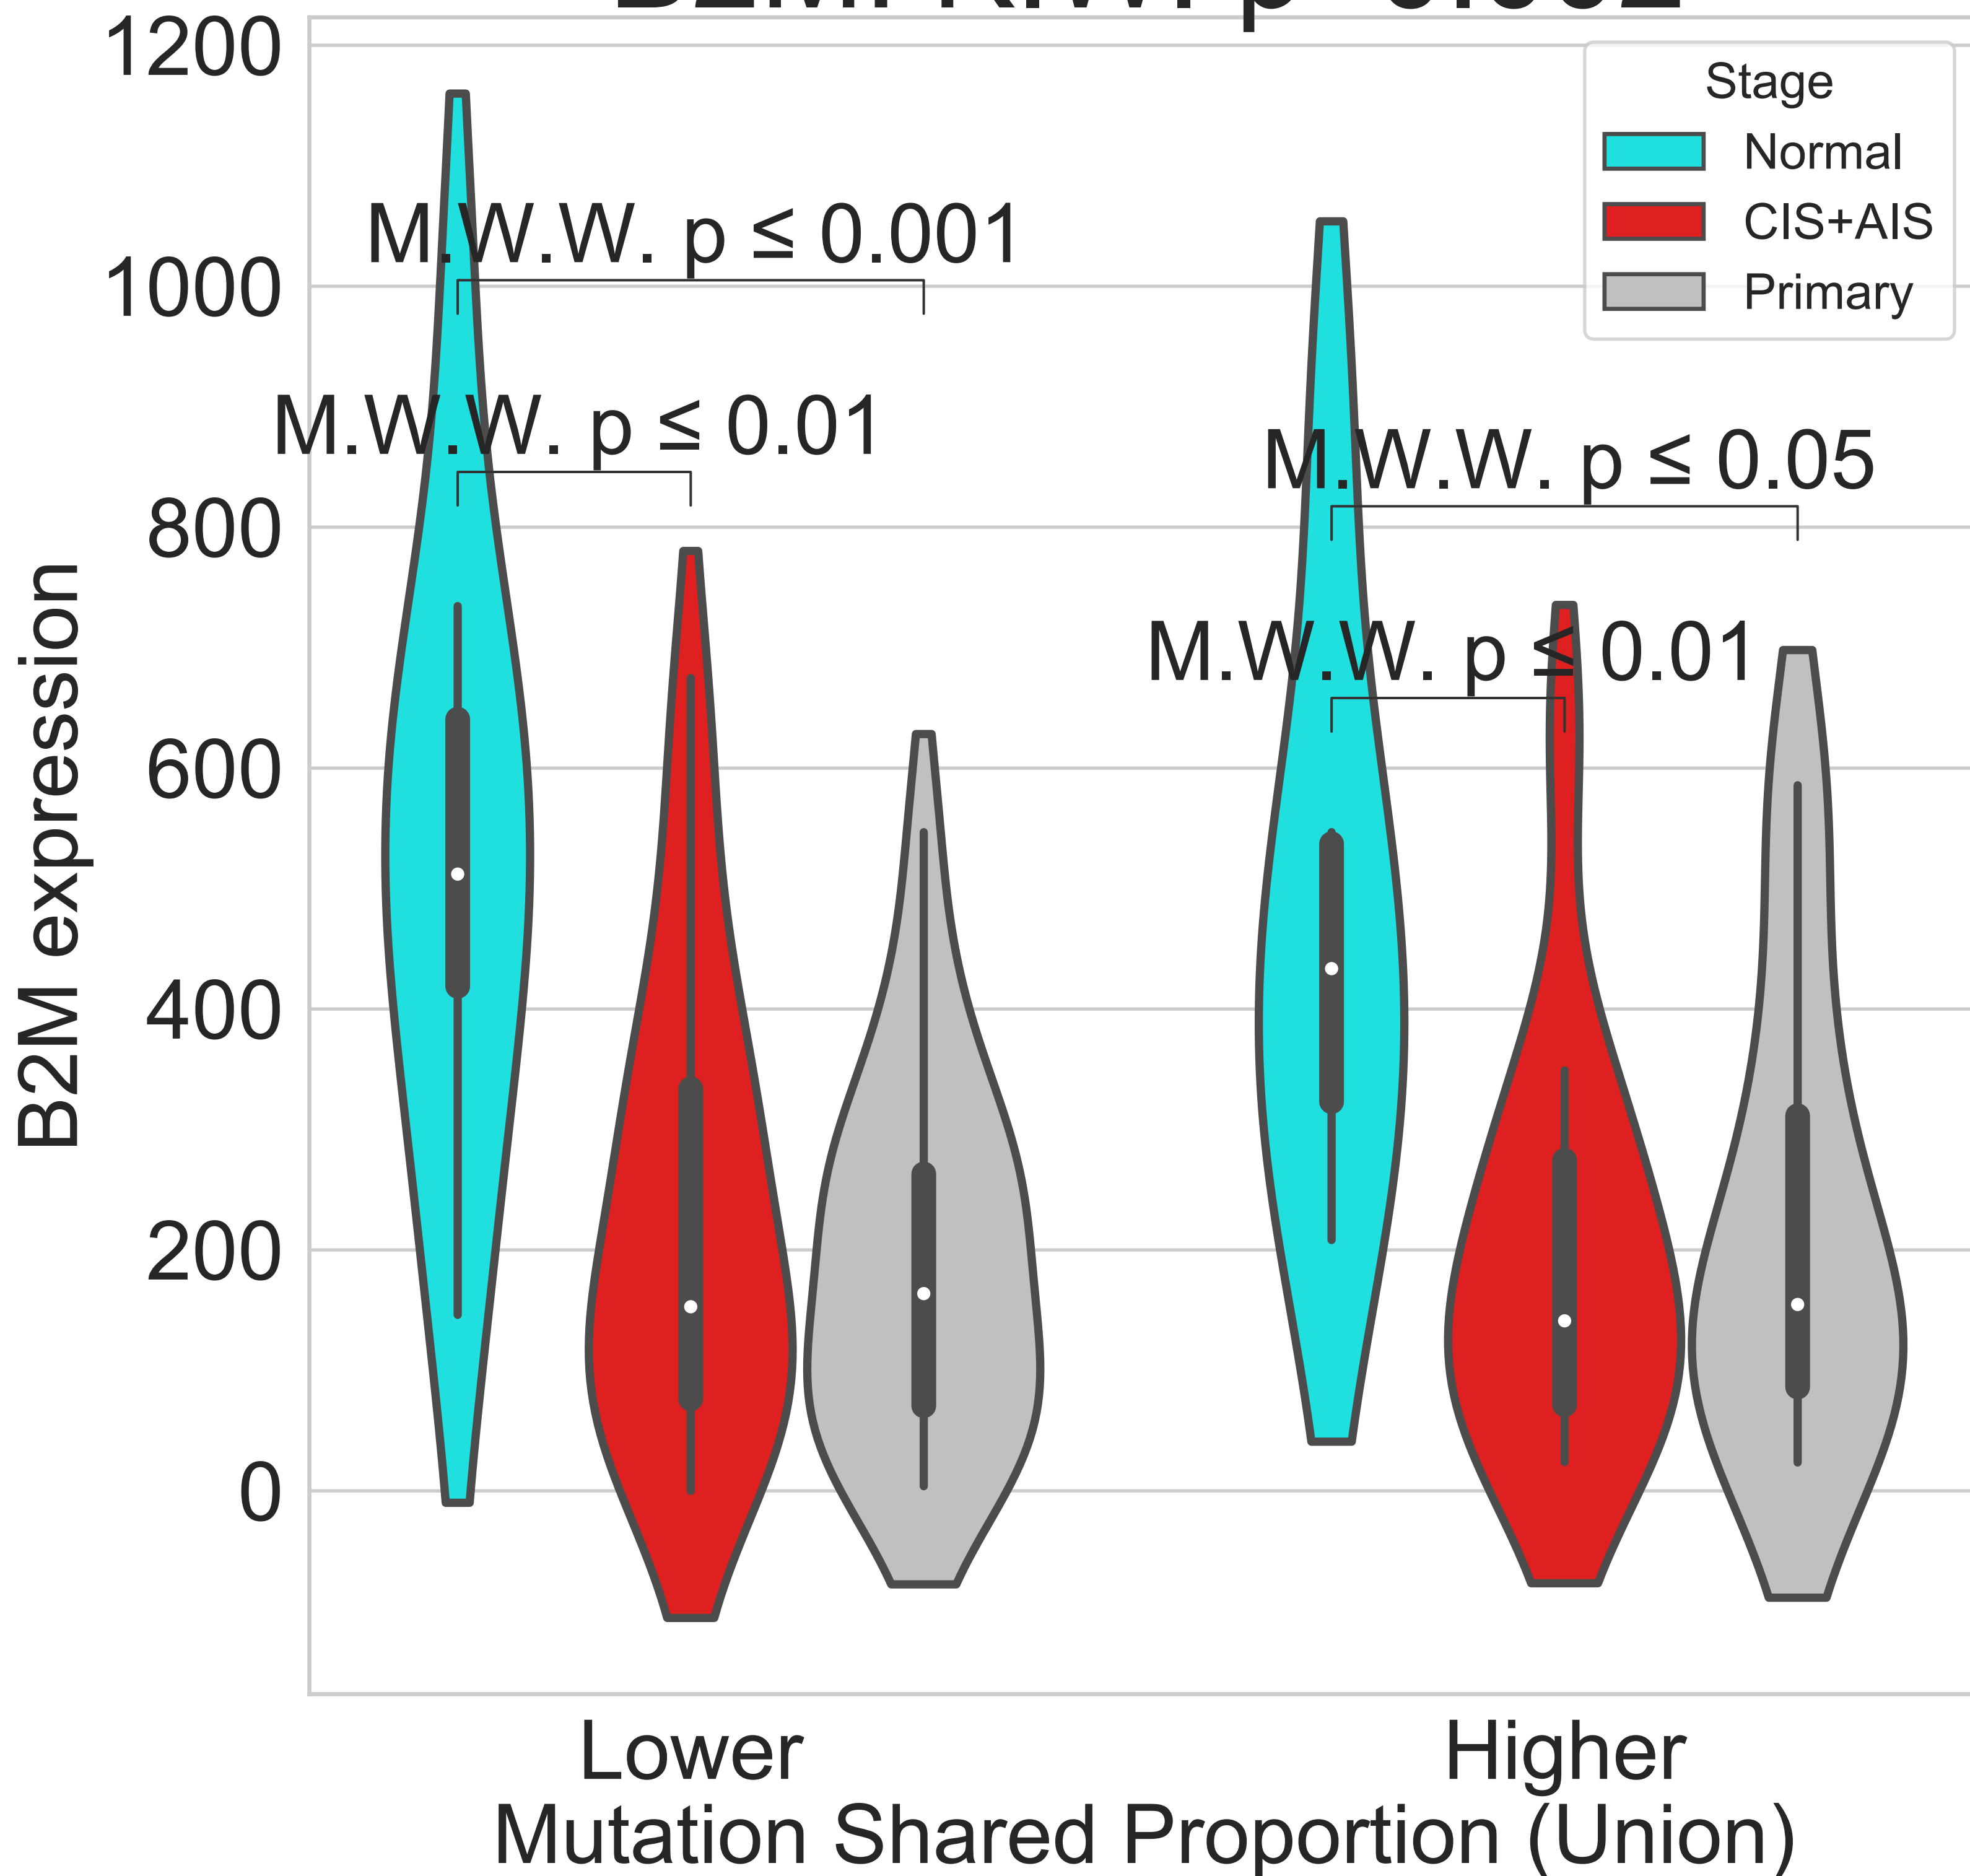 1200
1000
800
600
400
200
0
B2M expression
Stage
Normal
CIS+AIS
Primary
M.W.W. p ≤ 0.001
M.W.W. p ≤ 0.01
M.W.W. p ≤ 0.05
M.W.W. p ≤ 0.01
Lower
Higher
Mutation Shared Proportion (Union)